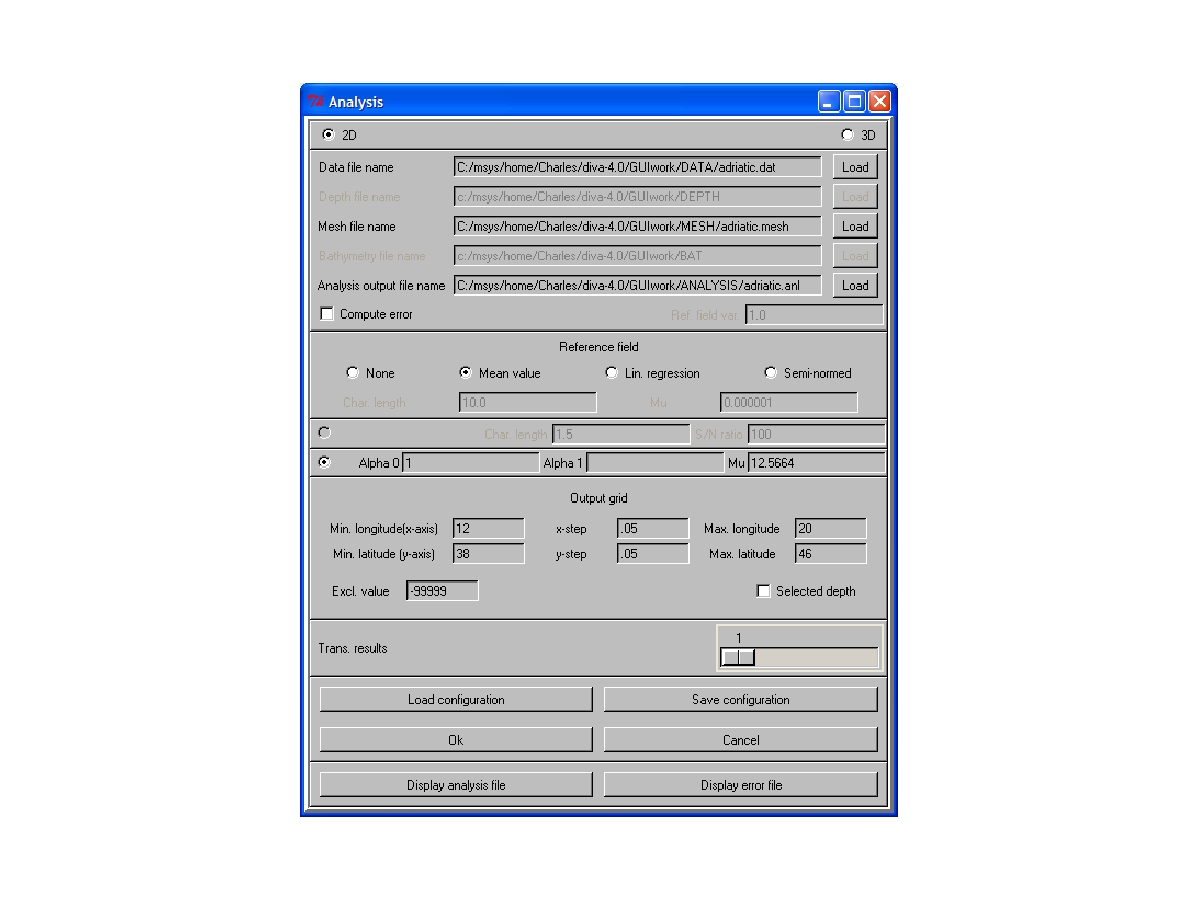 Analysis
2D 3D
Data file name C:/msys/home/Charles/diva-4.0/GUIwork/DATA/adriatic.dat Load
Depth file name c:/msys/home/Charles/diva-4.0/GUIwork/DEPTH Load
Mesh file name C:/msys/home/Charles/diva-4.0/GUIwork/MESH/adriatic.mesh Load
Bathymetry file name c:/msys/home/Charles/diva-4.0/GUIwork/BAT Load
Analysis output file name C:/msys/home/Charles/diva-4.0/GUIwork/ANALYSIS/adriatic.anl Load
Compute error Ref. field var. 1.0
Reference field
None Mean value Lin. regression Semi-normed
Char. length 10.0 Mu 0.000001
Char. length 1.5 S/N ratio 100
Alpha 0 1 Alpha 1 Mu 12.5664
Output grid
Min. longitude(x-axis) 12 x-step .05 Max. longitude 20
Min. latitude (y-axis) 38 y-step .05 Max. latitude 46
Excl. value -99999 Selected depth
1
Trans. results
Load configuration Save configuration
Ok Cancel
Display analysis file Display error file